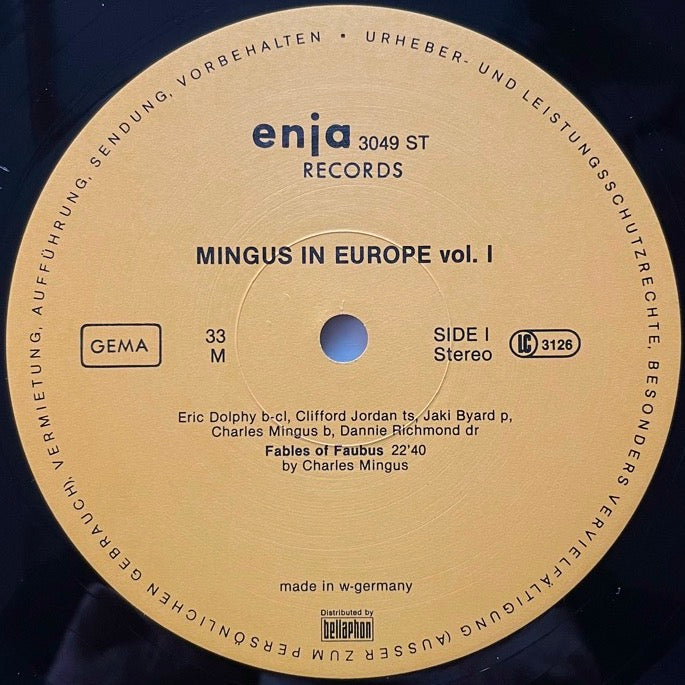 URHEBER- UND LEISTUNGSSCHUTZRECHTE, BESONDERS VERVIELFÄLTIGUNG (AUSSER ZUM PERSÖNLICHEN GEBRAUCH), VERMIETUNG, AUFFÜHRUNG, SENDUNG, VORBEHALTEN •
enja 3049 ST
RECORDS
MINGUS IN EUROPE vol. I
GEMA
33
M
SIDE I
Stereo
LC 3126
Eric Dolphy b-cl, Clifford Jordan ts, Jaki Byard p,
Charles Mingus b, Dannie Richmond dr
Fables of Faubus 22'40
by Charles Mingus
made in w-germany
Distributed by
bellaphon